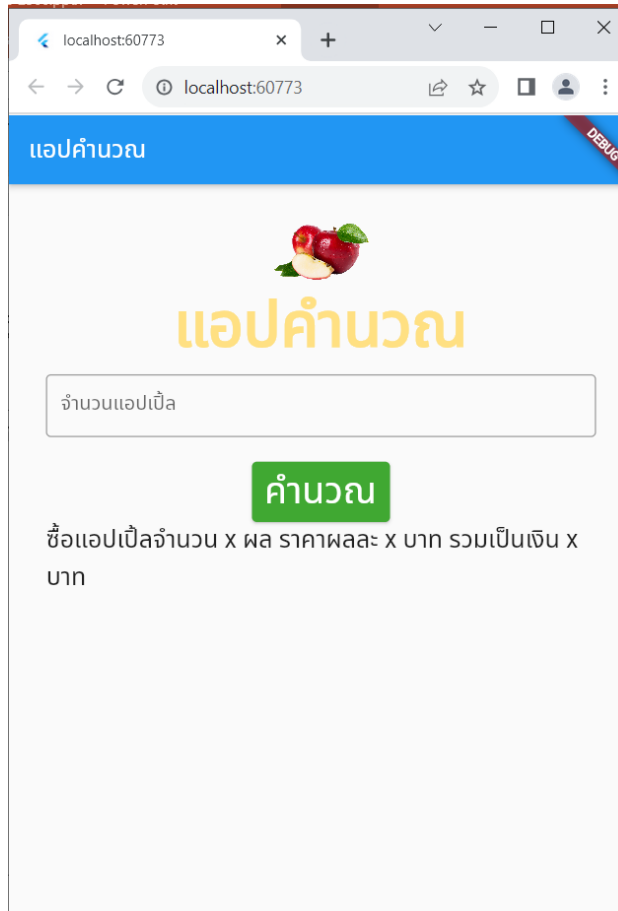 localhost:60773
localhost:60773
แอปคำนวณ
DEBUG
แอปคำนวณ
จำนวนแอปเปิ้ล
คำนวณ
ซื้อแอปเปิ้ลจำนวน x ผล ราคาผลละ x บาท รวมเป็นเงิน x
บาท